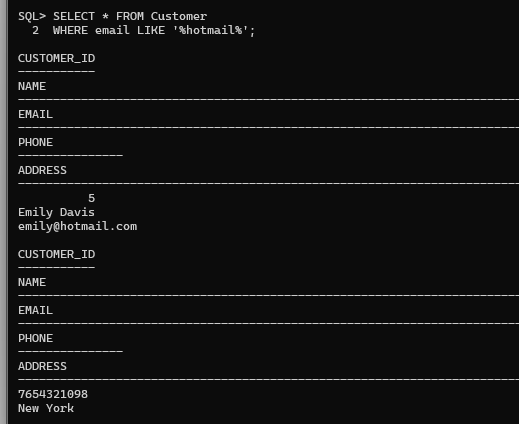 SQL> SELECT * FROM Customer
  2  WHERE email LIKE '%hotmail%';
CUSTOMER_ID
NAME
EMAIL
PHONE
ADDRESS
5
Emily Davis
emily@hotmail.com
CUSTOMER_ID
NAME
EMAIL
PHONE
ADDRESS
7654321098
New York